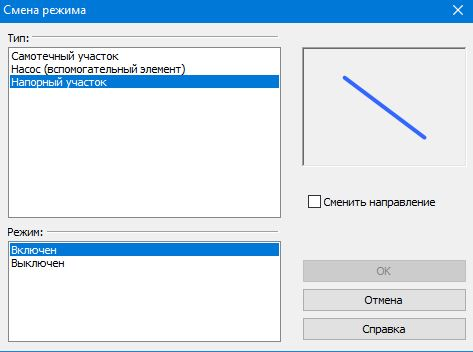 Смена режима
Тип:
Самотечный участок
Насос (вспомогательный элемент)
Напорный участок
Сменить направление
Режим:
Включен
Выключен
OK
Отмена
Справка